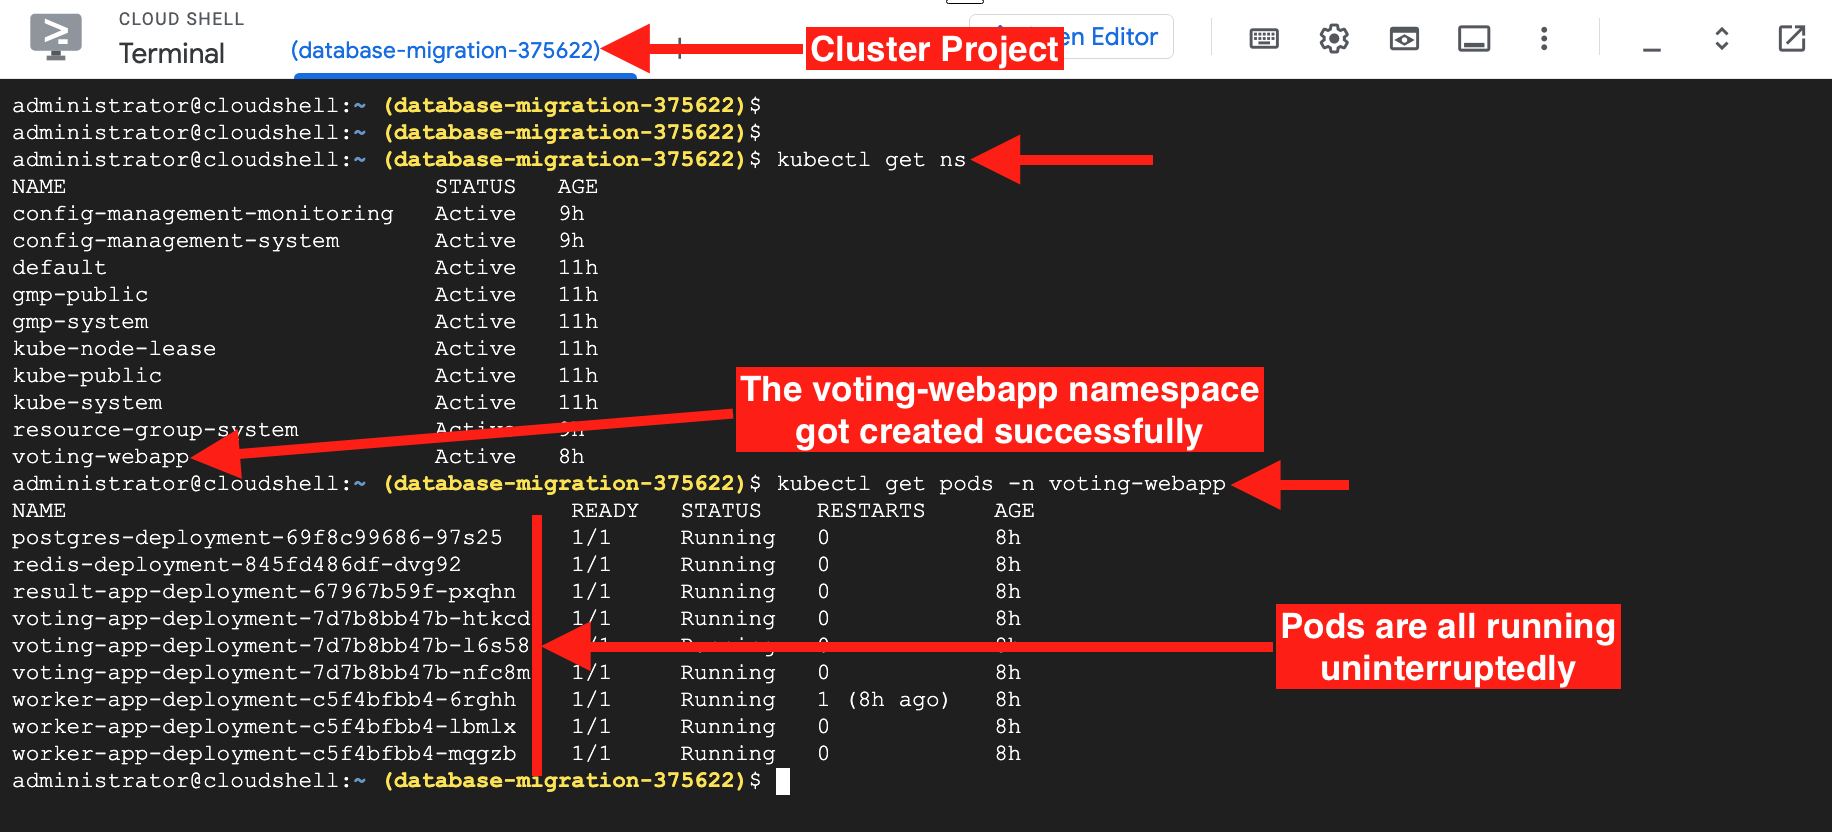 CLOUD SHELL
Terminal
(database-migration-375622)
+
Cluster Project
Editor
administrator@cloudshell:~ (database-migration-375622)$
administrator@cloudshell:~ (database-migration-375622)$
administrator@cloudshell:~ (database-migration-375622)$ kubectl get ns
NAME STATUS AGE
config-management-monitoring Active 9h
config-management-system Active 9h
default Active 11h
gmp-public Active 11h
gmp-system Active 11h
kube-node-lease Active 11h
kube-public Active 11h
kube-system Active 11h
resource-group-system Active 9h
voting-webapp Active 8h
The voting-webapp namespace
got created successfully
administrator@cloudshell:~ (database-migration-375622)$ kubectl get pods -n voting-webapp
NAME READY STATUS RESTARTS AGE
postgres-deployment-69f8c99686-97s25 1/1 Running 0 8h
redis-deployment-845fd486df-dvg92 1/1 Running 0 8h
result-app-deployment-67967b59f-pxqhn 1/1 Running 0 8h
voting-app-deployment-7d7b8bb47b-htkcd 1/1 Running 0 8h
voting-app-deployment-7d7b8bb47b-l6s58 1/1 Running 0 8h
voting-app-deployment-7d7b8bb47b-nfc8m 1/1 Running 0 8h
worker-app-deployment-c5f4bfbb4-6rghh 1/1 Running 1 (8h ago) 8h
worker-app-deployment-c5f4bfbb4-lbmlx 1/1 Running 0 8h
worker-app-deployment-c5f4bfbb4-mqgzb 1/1 Running 0 8h
Pods are all running
uninterruptedly
administrator@cloudshell:~ (database-migration-375622)$